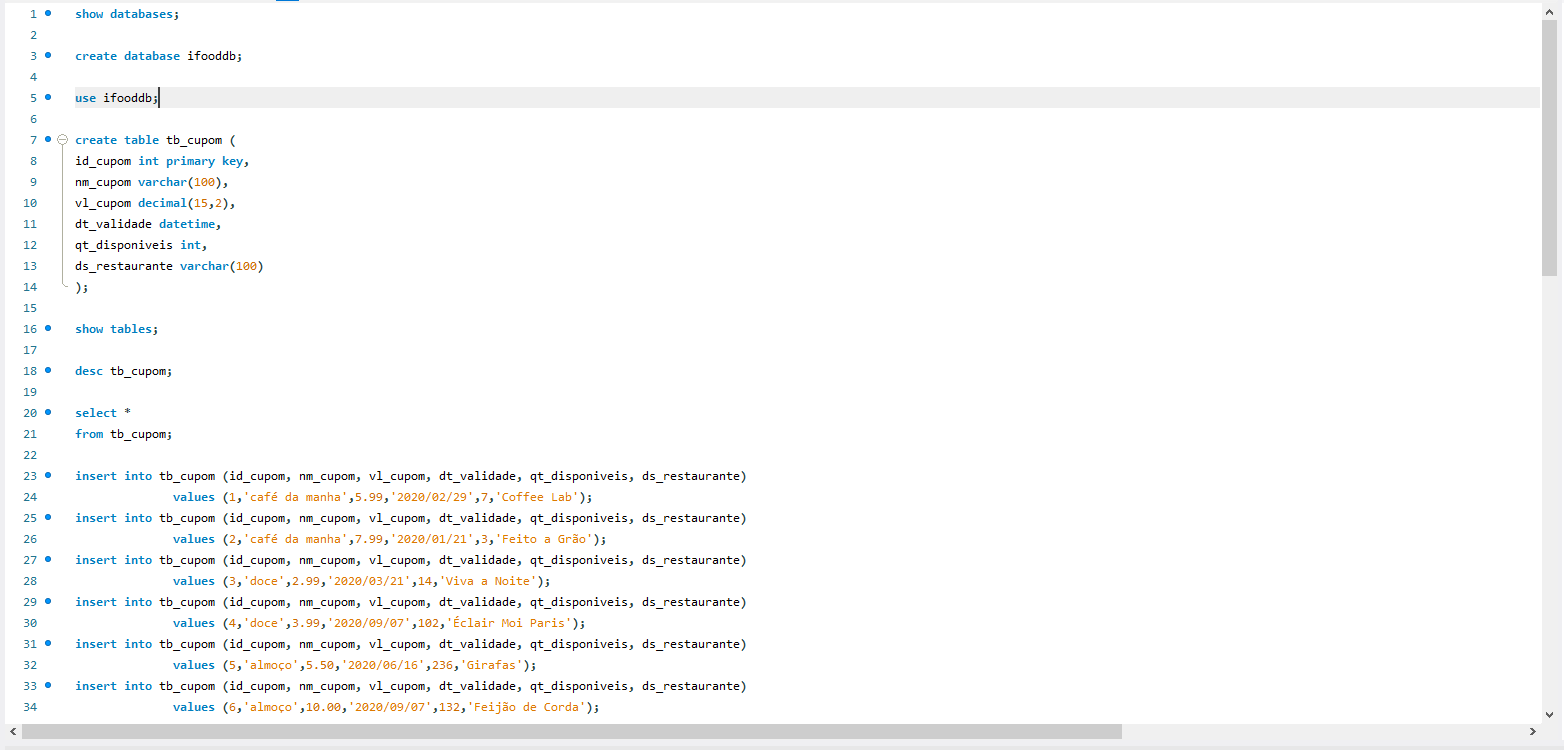 1 show databases;
2
3 create database ifooddb;
4
5 use ifooddb;
6
7 create table tb_cupom (
8 id_cupom int primary key,
9 nm_cupom varchar(100),
10 vl_cupom decimal(15,2),
11 dt_validade datetime,
12 qt_disponiveis int,
13 ds_restaurante varchar(100)
14 );
15
16 show tables;
17
18 desc tb_cupom;
19
20 select *
21 from tb_cupom;
22
23 insert into tb_cupom (id_cupom, nm_cupom, vl_cupom, dt_validade, qt_disponiveis, ds_restaurante)
24 values (1,'café da manha',5.99,'2020/02/29',7,'Coffee Lab');
25 insert into tb_cupom (id_cupom, nm_cupom, vl_cupom, dt_validade, qt_disponiveis, ds_restaurante)
26 values (2,'café da manha',7.99,'2020/01/21',3,'Feito a Grão');
27 insert into tb_cupom (id_cupom, nm_cupom, vl_cupom, dt_validade, qt_disponiveis, ds_restaurante)
28 values (3,'doce',2.99,'2020/03/21',14,'Viva a Noite');
29 insert into tb_cupom (id_cupom, nm_cupom, vl_cupom, dt_validade, qt_disponiveis, ds_restaurante)
30 values (4,'doce',3.99,'2020/09/07',102,'Éclair Moi Paris');
31 insert into tb_cupom (id_cupom, nm_cupom, vl_cupom, dt_validade, qt_disponiveis, ds_restaurante)
32 values (5,'almoço',5.50,'2020/06/16',236,'Girafas');
33 insert into tb_cupom (id_cupom, nm_cupom, vl_cupom, dt_validade, qt_disponiveis, ds_restaurante)
34 values (6,'almoço',10.00,'2020/09/07',132,'Feijão de Corda');